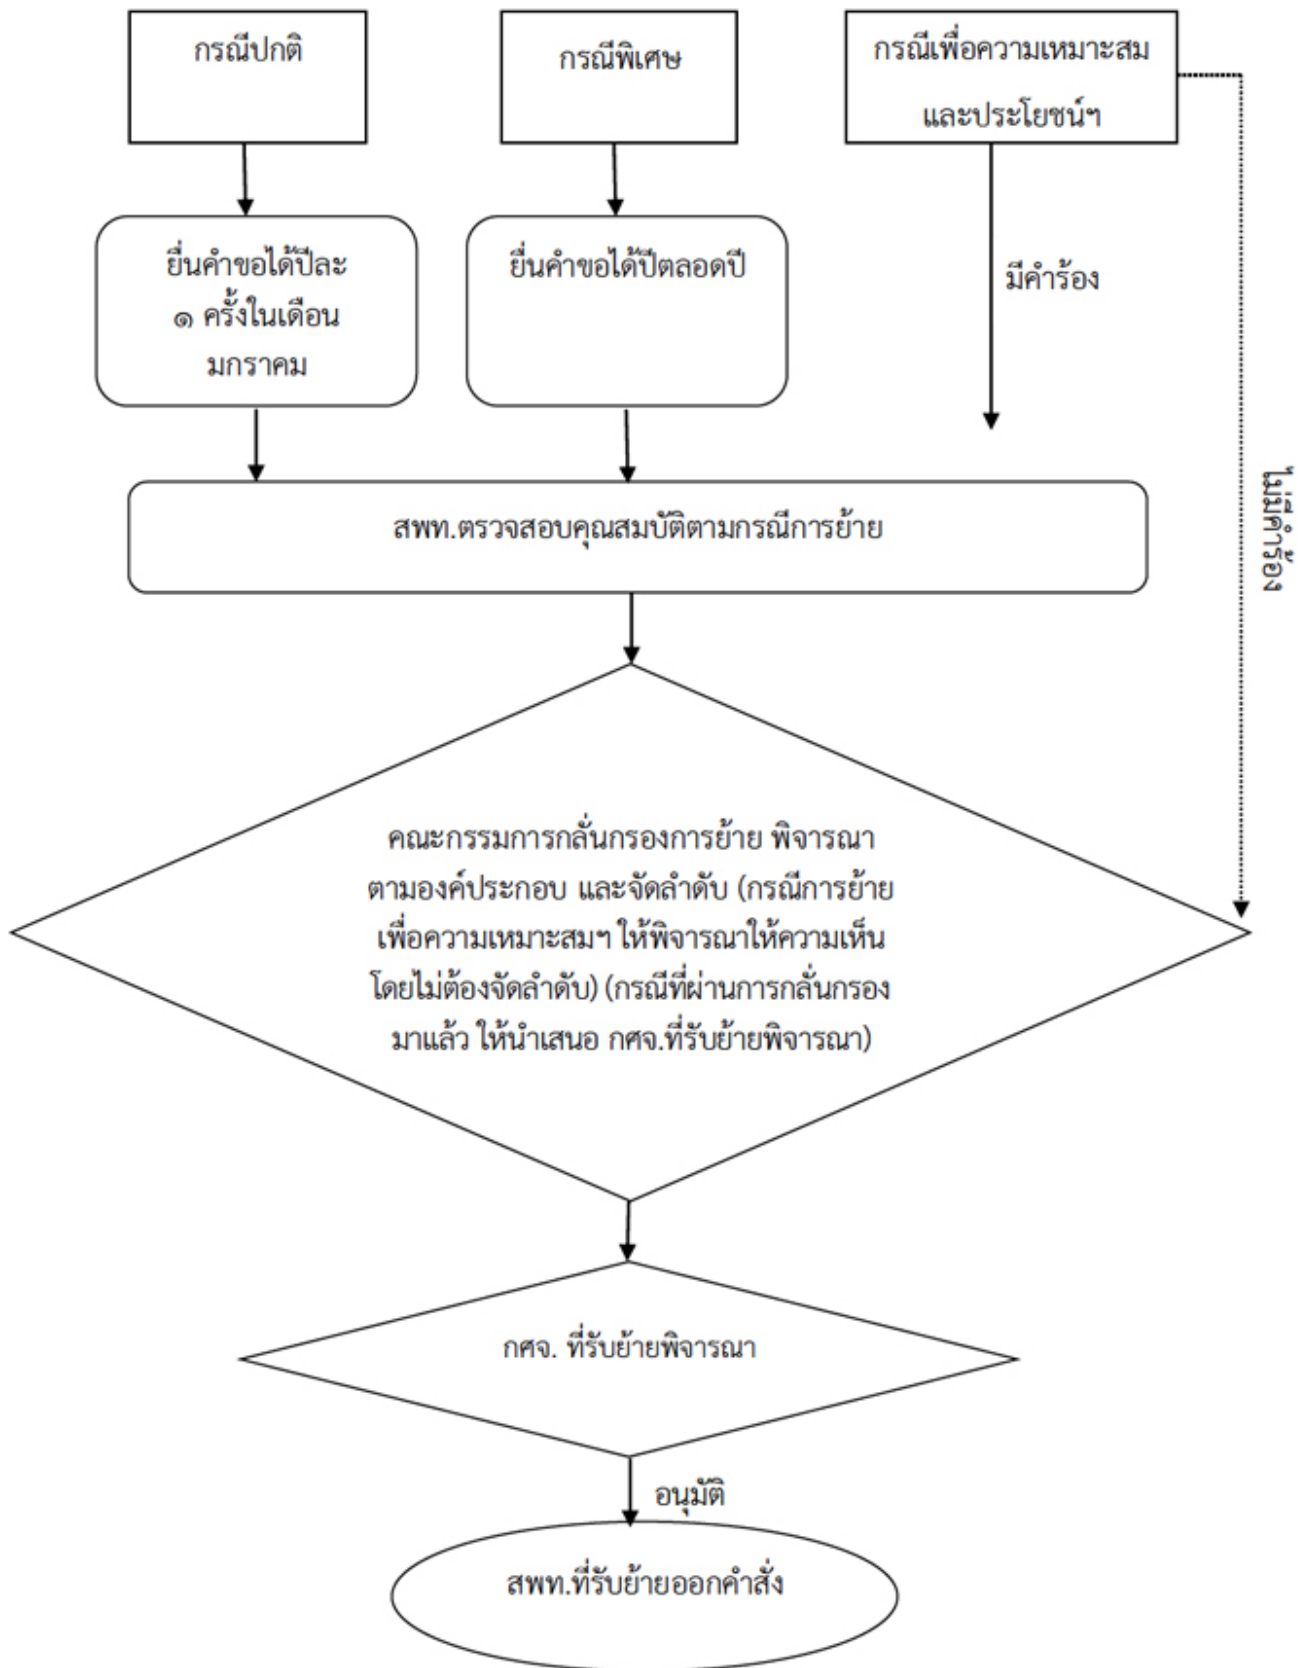 กรณีปกติ
กรณีพิเศษ
กรณีเพื่อความเหมาะสม
และประโยชน์ฯ
ยื่นคำขอได้ปีละ
๑ ครั้งในเดือน
มกราคม
ยื่นคำขอได้ปีตลอดปี
มีคำร้อง
ไม่มีคำร้อง
สพท.ตรวจสอบคุณสมบัติตามกรณีการย้าย
คณะกรรมการกลั่นกรองการย้าย พิจารณา
ตามองค์ประกอบ และจัดลำดับ (กรณีการย้าย
เพื่อความเหมาะสมฯ ให้พิจารณาให้ความเห็น
โดยไม่ต้องจัดลำดับ) (กรณีที่ผ่านการกลั่นกรอง
มาแล้ว ให้นำเสนอ กศจ.ที่รับย้ายพิจารณา)
กศจ. ที่รับย้ายพิจารณา
อนุมัติ
สพท.ที่รับย้ายออกคำสั่ง